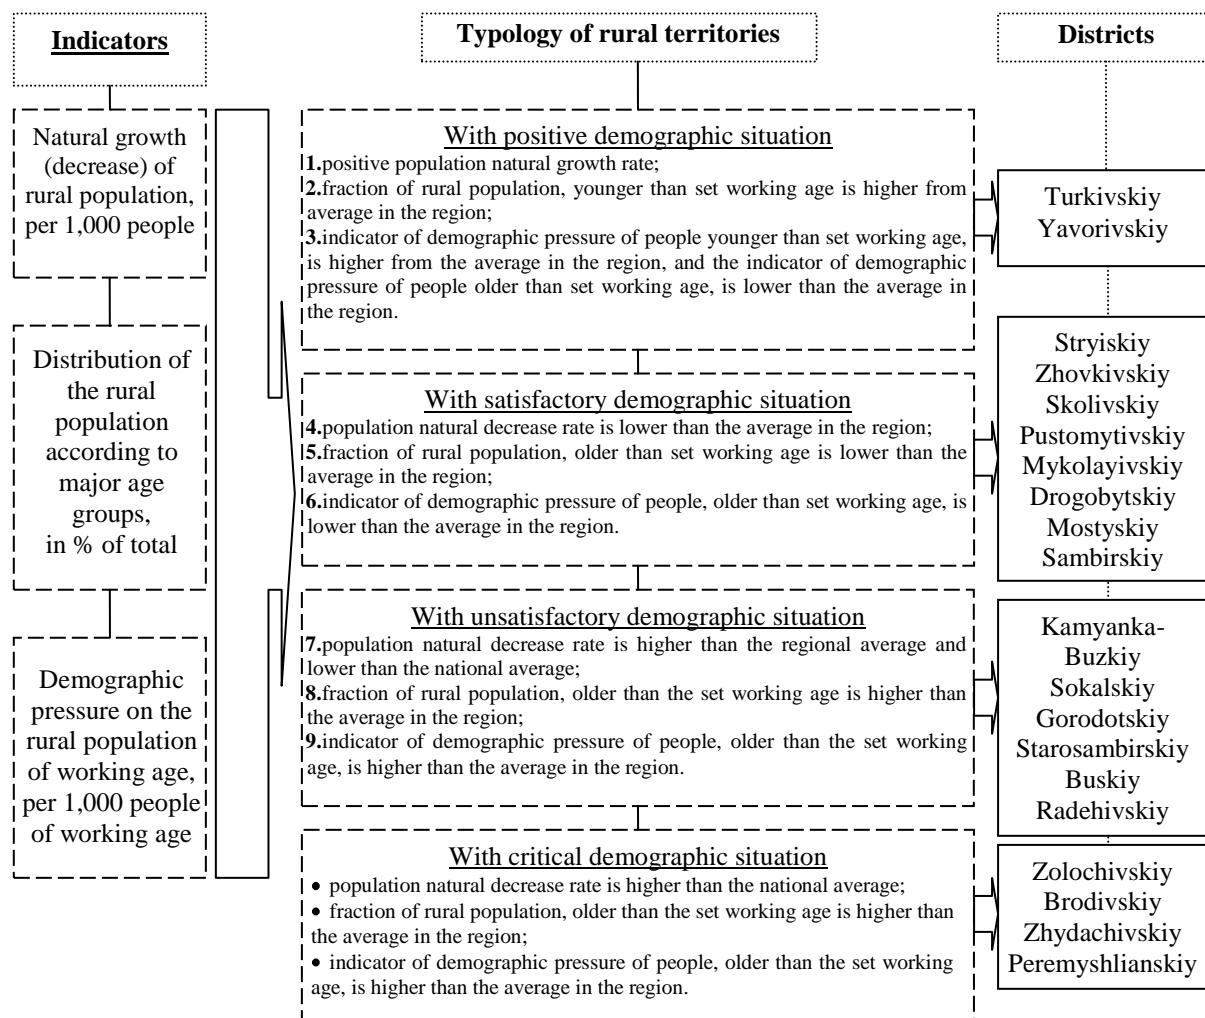 Indicators
Natural growth
(decrease) of
rural population,
per 1,000 people
Distribution of
the rural
population
according to
major age
groups,
in % of total
Demographic
pressure on the
rural population
of working age,
per 1,000 people
of working age
Typology of rural territories
With positive demographic situation
1.positive population natural growth rate;
2.fraction of rural population, younger than set working age is higher from
average in the region;
3.indicator of demographic pressure of people younger than set working age,
is higher from the average in the region, and the indicator of demographic
pressure of people older than set working age, is lower than the average in
the region.
With satisfactory demographic situation
4.population natural decrease rate is lower than the average in the region;
5.fraction of rural population, older than set working age is lower than the
average in the region;
6.indicator of demographic pressure of people, older than set working age, is
lower than the average in the region.
With unsatisfactory demographic situation
7.population natural decrease rate is higher than the regional average and
lower than the national average;
8.fraction of rural population, older than the set working age is higher than
the average in the region;
9.indicator of demographic pressure of people, older than the set working
age, is higher than the average in the region.
With critical demographic situation
• population natural decrease rate is higher than the national average;
• fraction of rural population, older than the set working age is higher than
the average in the region;
• indicator of demographic pressure of people, older than the set working
age, is higher than the average in the region.
Districts
Turkivskiy
Yavorivskiy
Stryiskiy
Zhovkivskiy
Skolivskiy
Pustomytivskiy
Mykolayivskiy
Drogobytskiy
Mostyskiy
Sambirskiy
Kamyanka-
Buzkiy
Sokalskiy
Gorodotskiy
Starosambirskiy
Buskiy
Radehivskiy
Zolochivskiy
Brodivskiy
Zhydachivskiy
Peremyshlianskiy